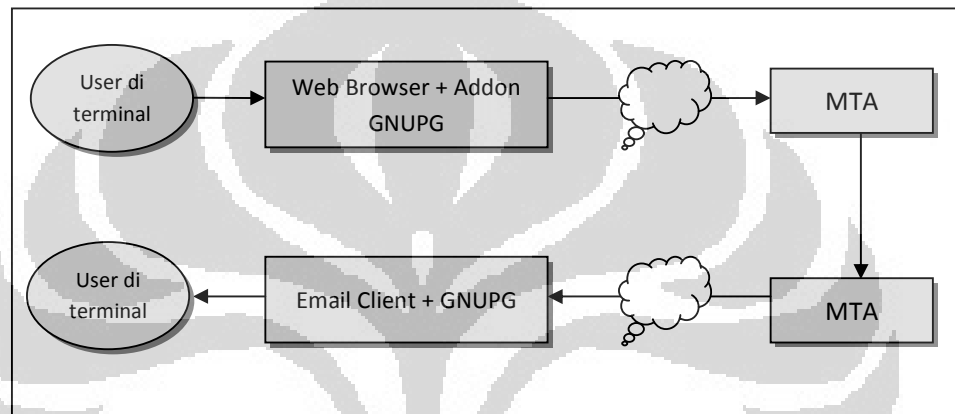 User di
terminal
Web Browser + Addon
GNUPG
MTA
User di
terminal
Email Client + GNUPG
MTA